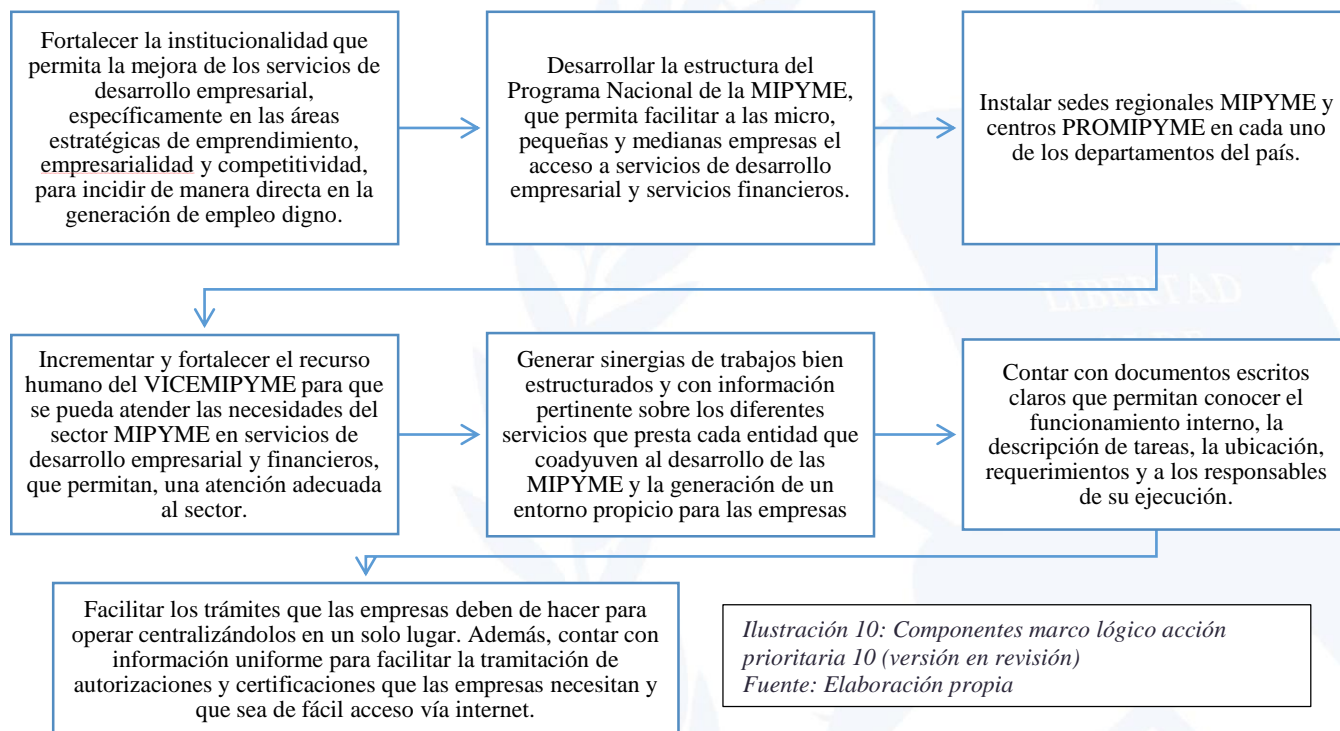 Fortalecer la institucionalidad que
permita la mejora de los servicios de
desarrollo empresarial,
específicamente en las áreas
estratégicas de emprendimiento,
empresarialidad y competitividad,
para incidir de manera directa en la
generación de empleo digno.
Desarrollar la estructura del
Programa Nacional de la MIPYME,
que permita facilitar a las micro,
pequeñas y medianas empresas el
acceso a servicios de desarrollo
empresarial y servicios financieros.
Instalar sedes regionales MIPYME y
centros PROMIPYME en cada uno
de los departamentos del país.
LIBERTAD
Incrementar y fortalecer el recurso
humano del VICEMIPYME para que
se pueda atender las necesidades del
sector MIPYME en servicios de
desarrollo empresarial y financieros,
que permitan, una atención adecuada
al sector.
Generar sinergias de trabajos bien
estructurados y con información
pertinente sobre los diferentes
servicios que presta cada entidad que
coadyuven al desarrollo de las
MIPYME y la generación de un
entorno propicio para las empresas
Contar con documentos escritos
claros que permitan conocer el
funcionamiento interno, la
descripción de tareas, la ubicación,
requerimientos y a los responsables
de su ejecución.
Facilitar los trámites que las empresas deben de hacer para
operar centralizándolos en un solo lugar. Además, contar con
información uniforme para facilitar la tramitación de
autorizaciones y certificaciones que las empresas necesitan y
que sea de fácil acceso vía internet.
Ilustración 10: Componentes marco lógico acción
prioritaria 10 (versión en revisión)
Fuente: Elaboración propia